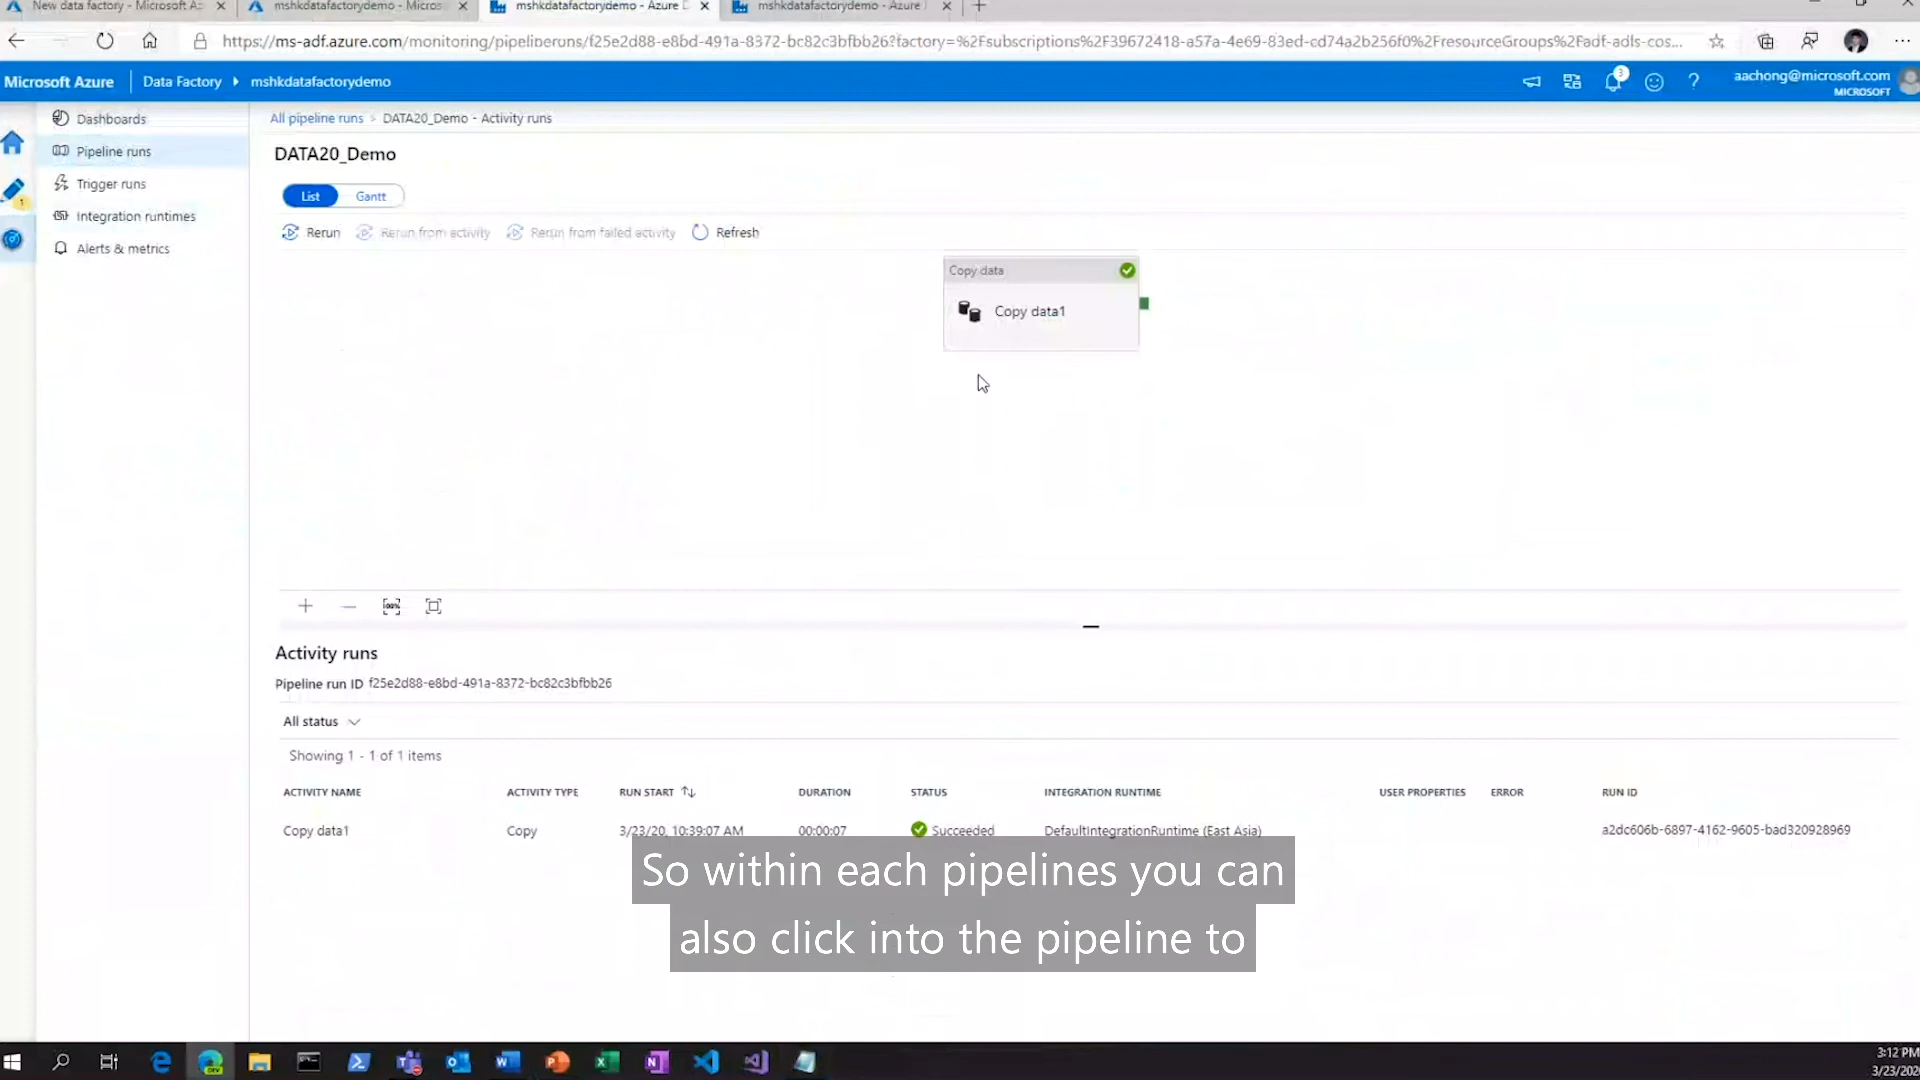 New data factory - Microsoft Az
mshkdatafactorydemo - Micros
mshkdatafactorydemo - Azure D
mshkdatafactorydemo - Azure
https://ms-adf.azure.com/monitoring/pipelineruns/f25e2d88-e8bd-491a-8372-bc82c3bfbb26?factory=%2Fsubscriptions%2F39672418-a57a-4e69-83ed-cd74a2b256f0%2FresourceGroups%2Fadf-adls-cos...
Microsoft Azure
Data Factory
mshkdatafactorydemo
3
aachong@microsoft.com
MICROSOFT
Dashboards
Pipeline runs
Trigger runs
Integration runtimes
Alerts & metrics
1
All pipeline runs > DATA20_Demo - Activity runs
DATA20_Demo
List
Gantt
Rerun
Rerun from activity
Rerun from failed activity
Refresh
Copy data
Copy data1
Activity runs
Pipeline run ID f25e2d88-e8bd-491a-8372-bc82c3bfbb26
All status
Showing 1 - 1 of 1 items
ACTIVITY NAME ACTIVITY TYPE RUN START DURATION STATUS INTEGRATION RUNTIME USER PROPERTIES ERROR RUN ID
Copy data1 Copy 3/23/20, 10:39:07 AM 00:00:07 Succeeded DefaultIntegrationRuntime (East Asia) a2dc606b-6897-4162-9605-bad320928969
So within each pipelines you can
also click into the pipeline to
3:12 PM
3/23/202